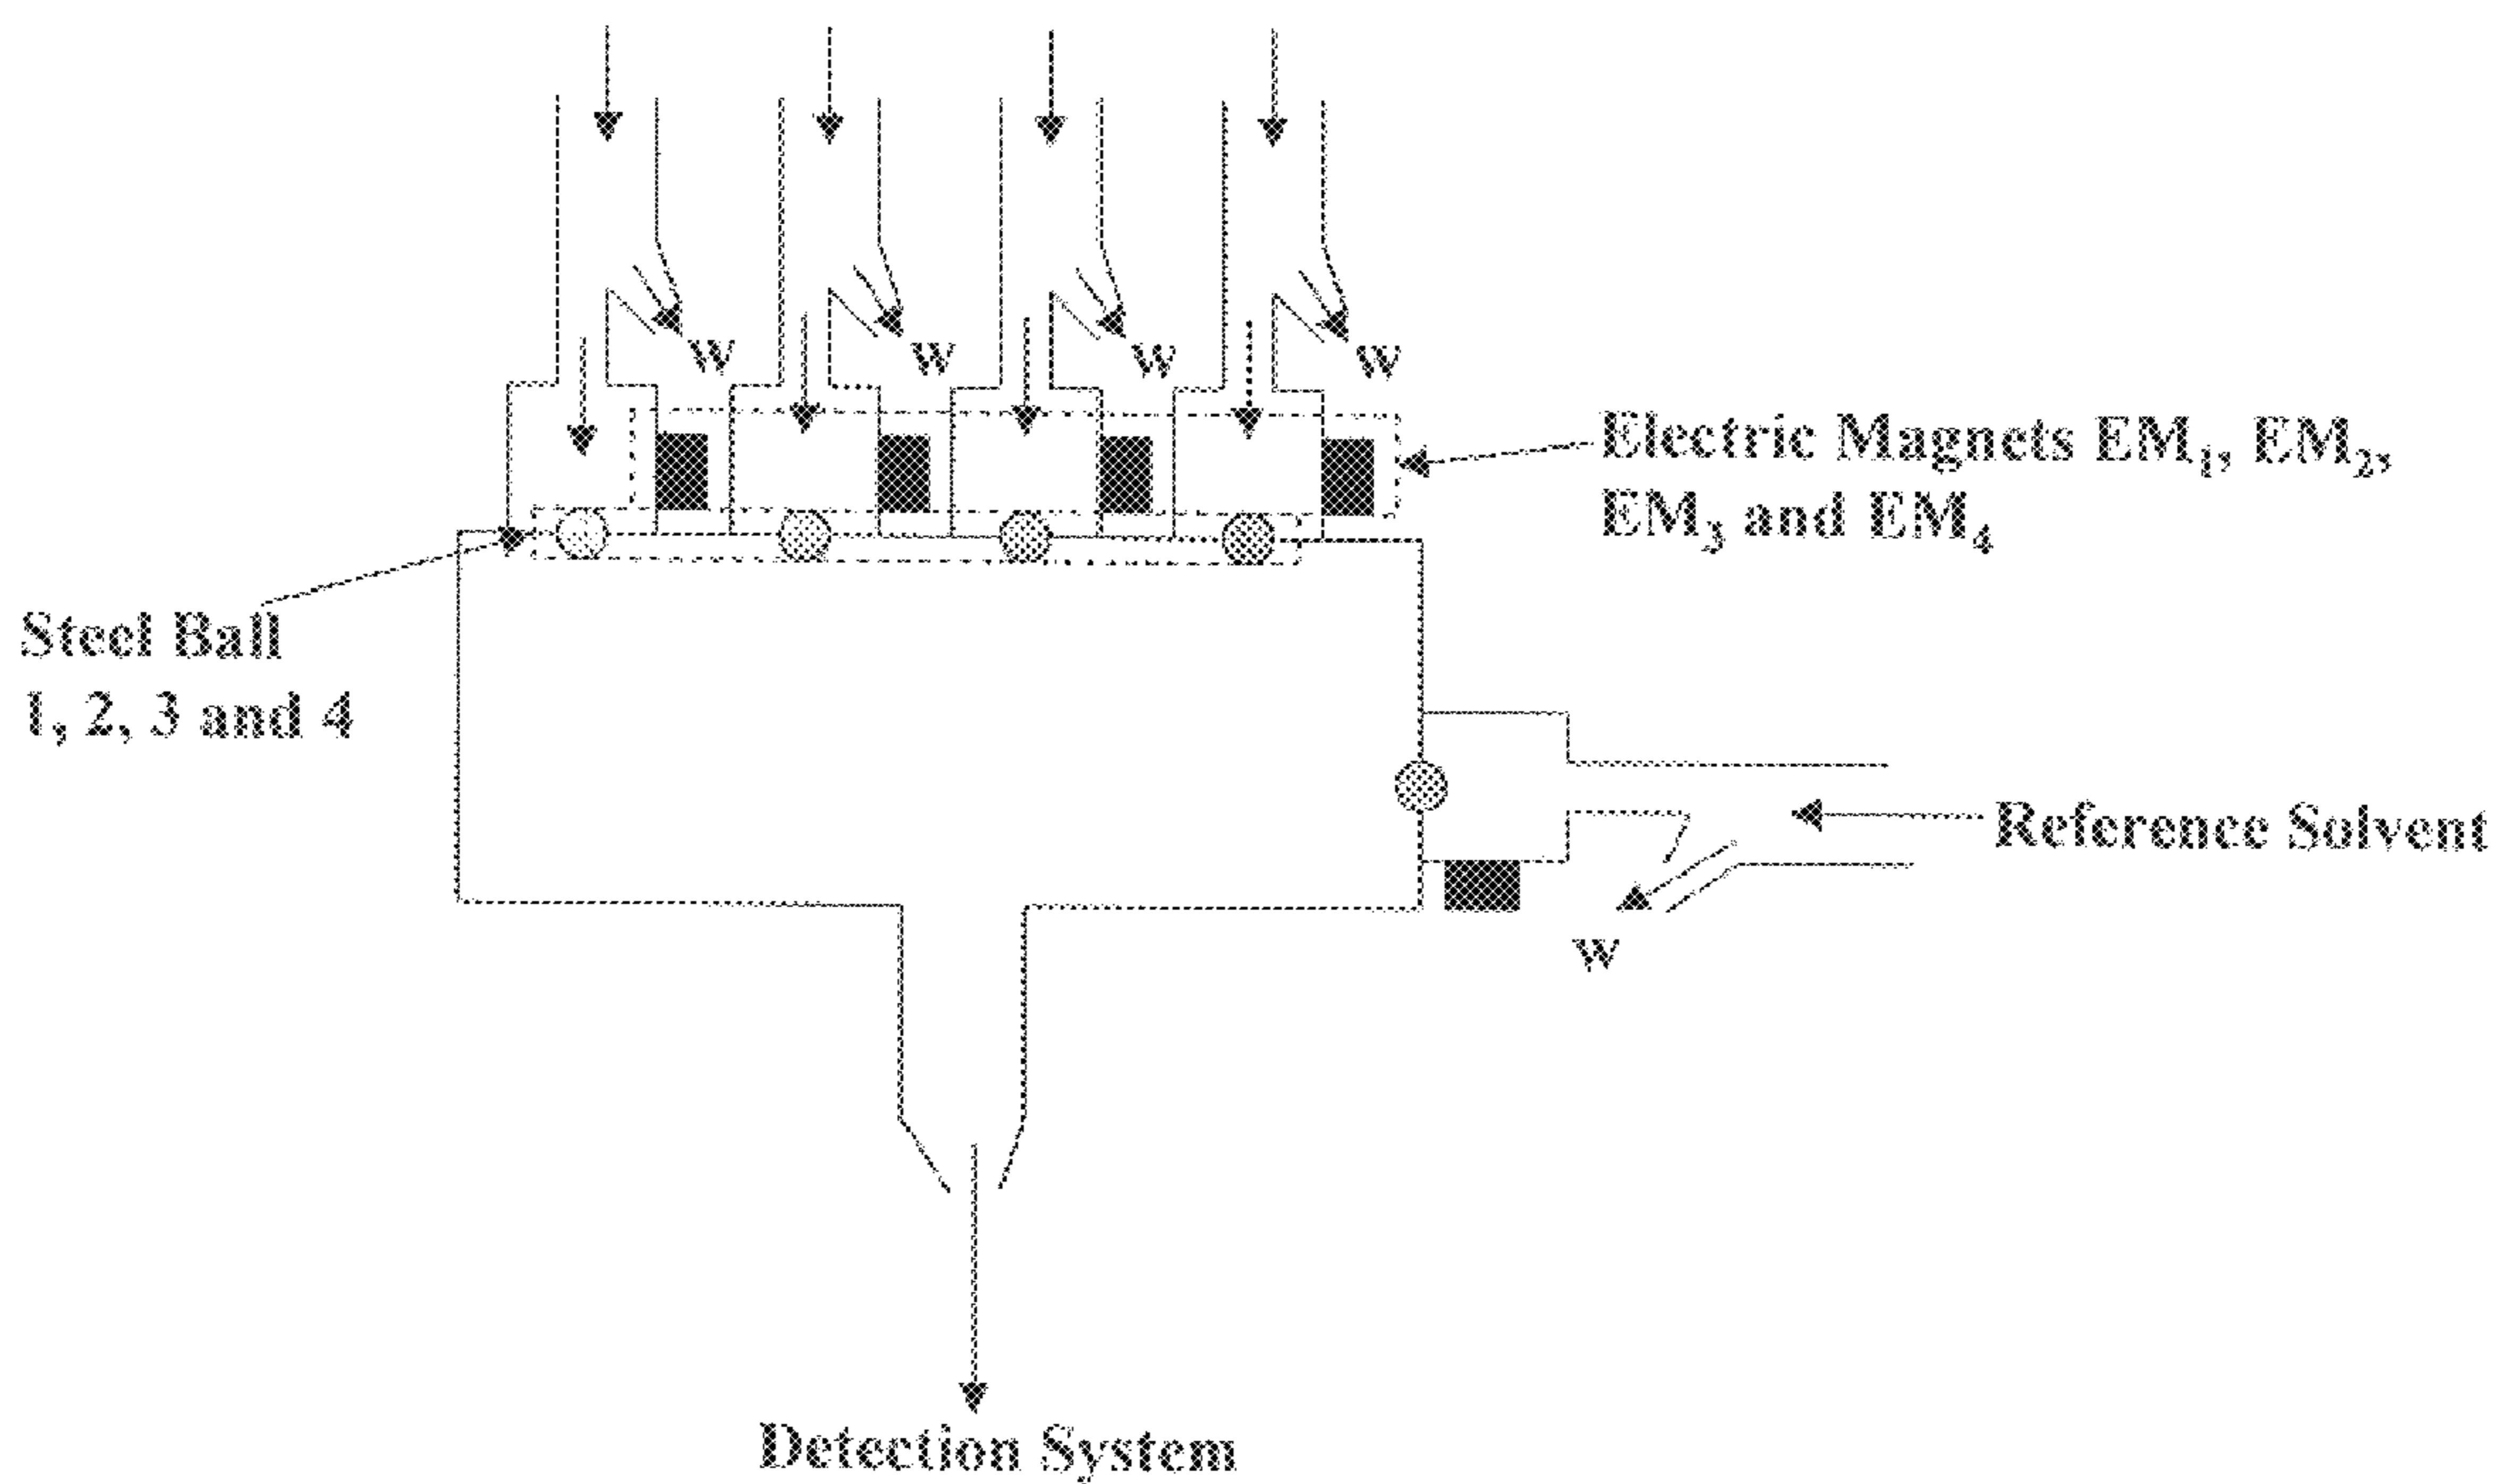 w w w w
Electric Magnets EM₁, EM₂,
EM₃ and EM₄
Steel Ball
1, 2, 3 and 4
Reference Solvent
w
Detection System